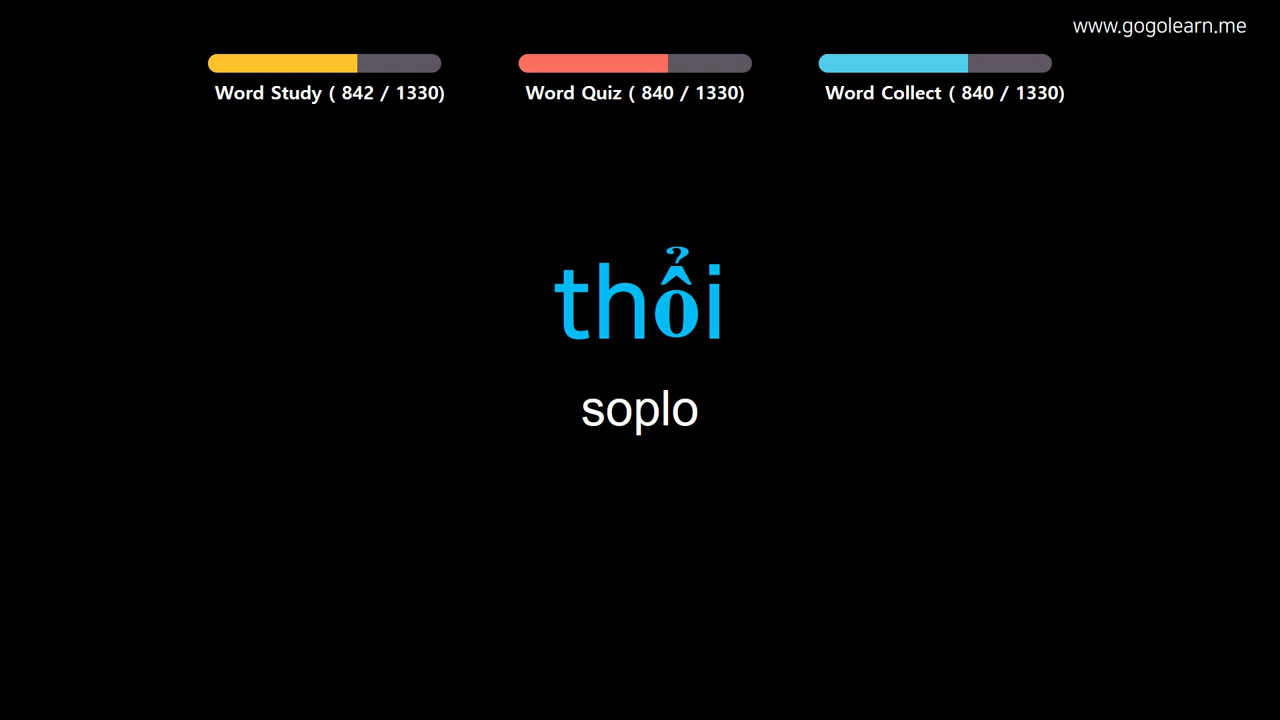 www.gogolearn.me
Word Study ( 842 / 1330)
Word Quiz ( 840 / 1330)
Word Collect ( 840 / 1330)
thổi
soplo